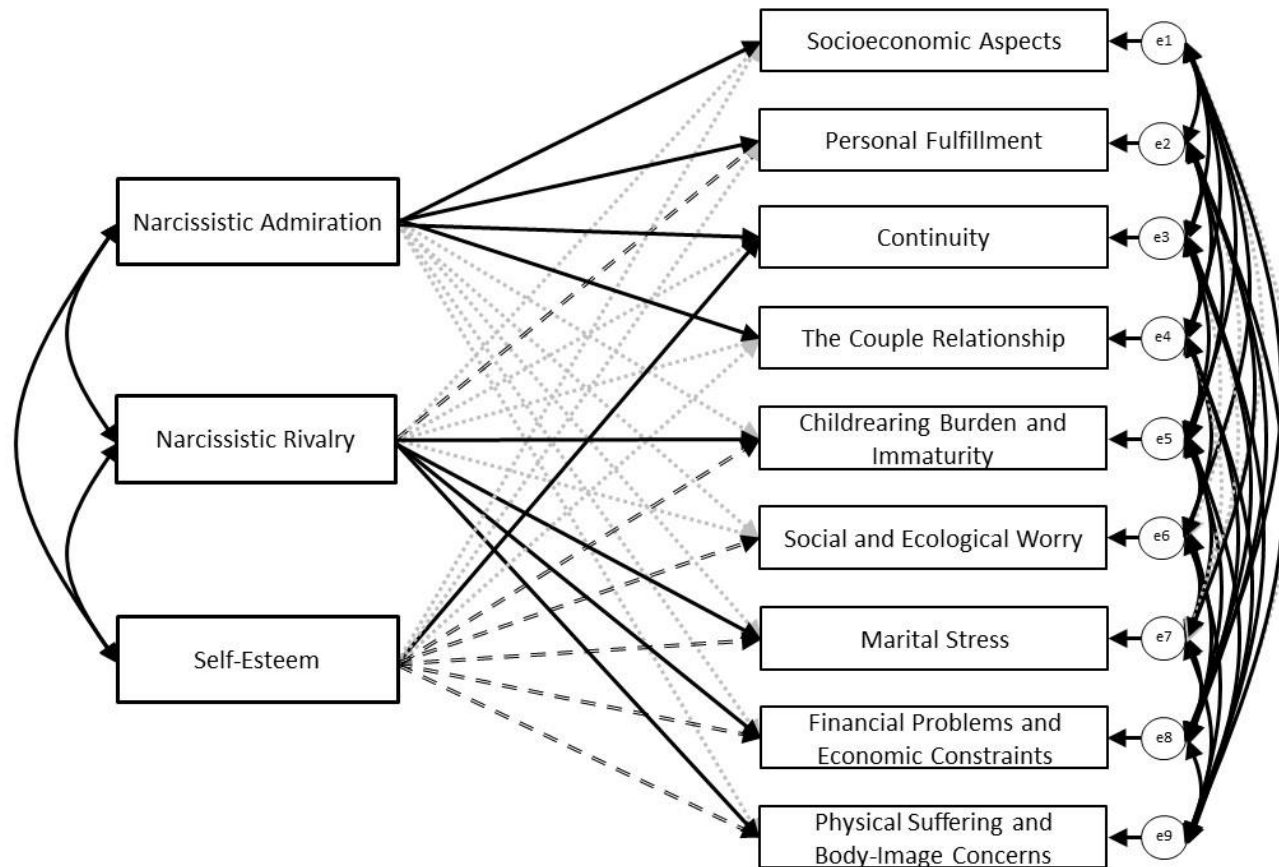 Socioeconomic Aspects
e1
Personal Fulfillment
e2
Narcissistic Admiration
Continuity
e3
The Couple Relationship
e4
Narcissistic Rivalry
Childrearing Burden and
Immaturity
e5
Social and Ecological Worry
e6
Self-Esteem
Marital Stress
e7
Financial Problems and
Economic Constraints
e8
Physical Suffering and
Body-Image Concerns
e9